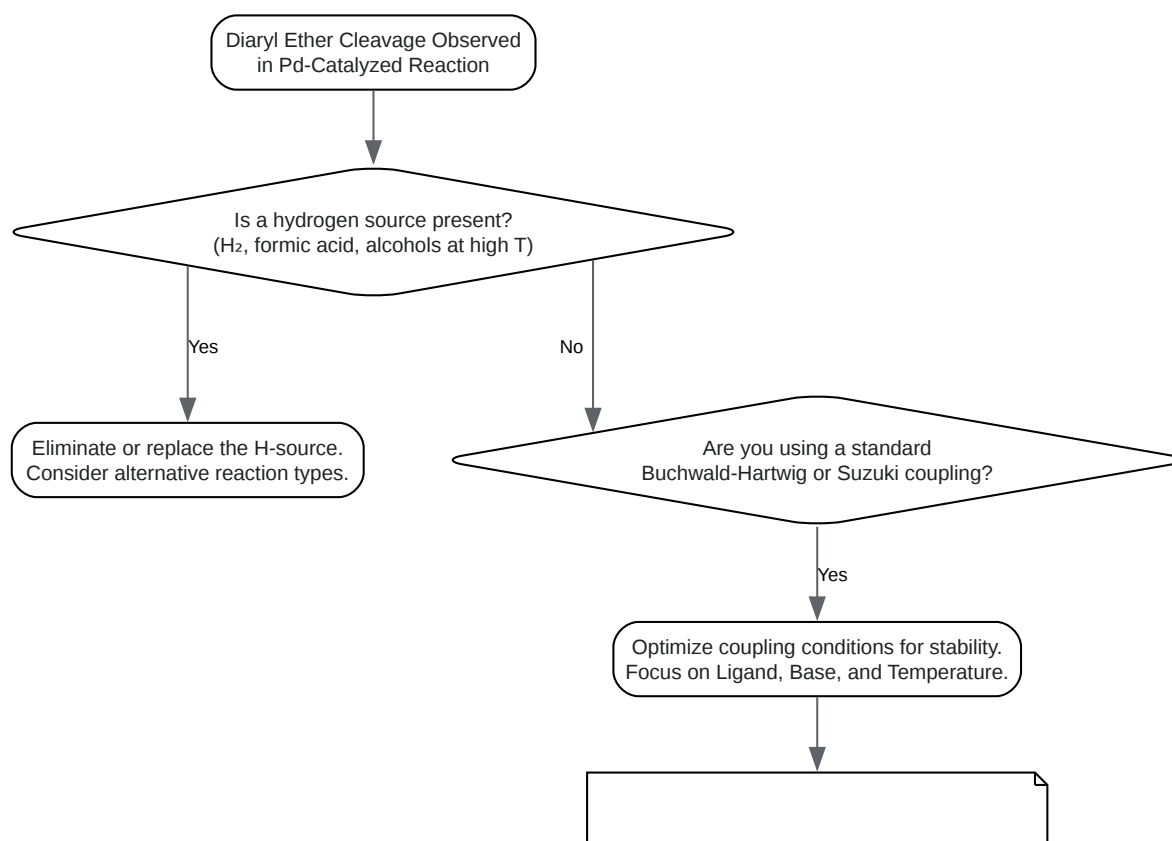 Diaryl Ether Cleavage Observed
in Pd-Catalyzed Reaction
Is a hydrogen source present?
(H₂, formic acid, alcohols at high T)
Yes
No
Eliminate or replace the H-source.
Consider alternative reaction types.
Are you using a standard
Buchwald-Hartwig or Suzuki coupling?
Yes
Optimize coupling conditions for stability.
Focus on Ligand, Base, and Temperature.